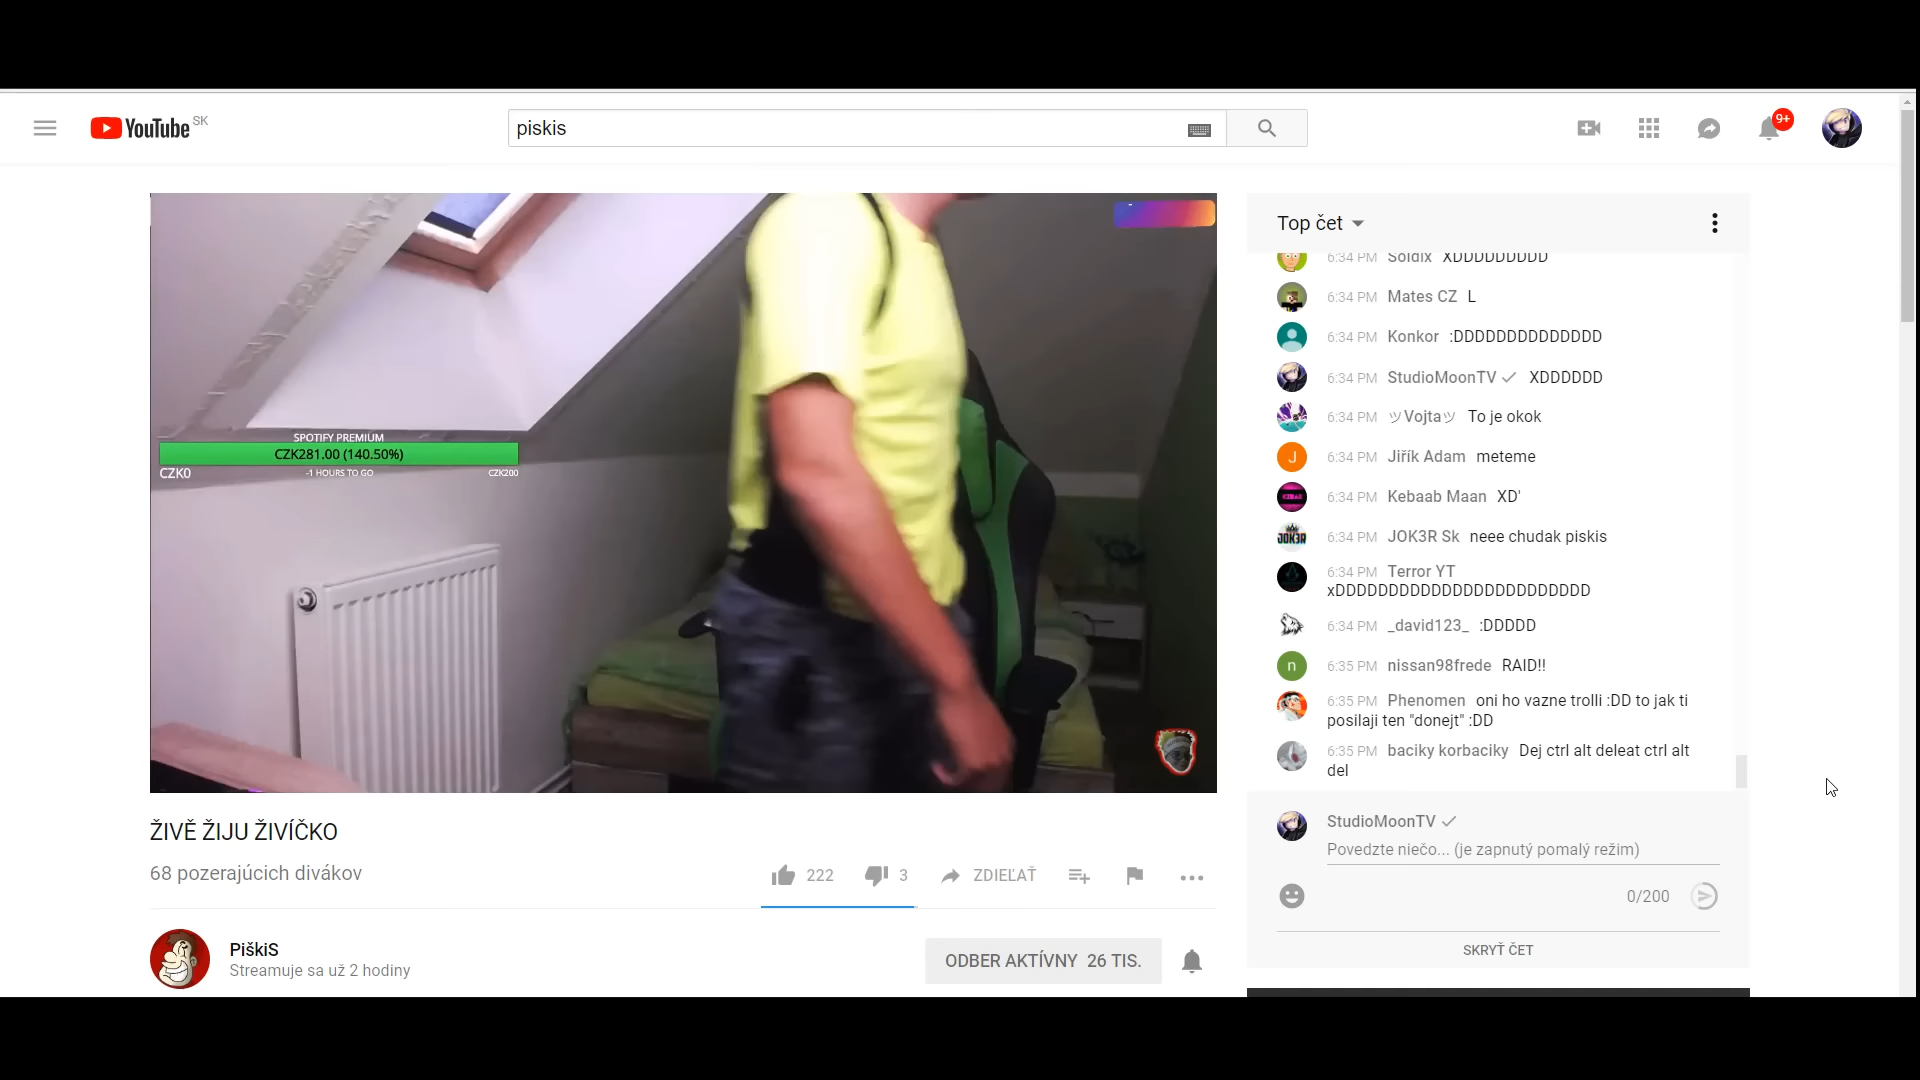 YouTube SK
piskis
9+
Top čet
6:34 PM Soldix XDDDDDDDDD
6:34 PM Mates CZ L
6:34 PM Konkor :DDDDDDDDDDDDDD
6:34 PM StudioMoonTV XDDDDDD
6:34 PM ツVojtaツ To je okok
J 6:34 PM Jiřík Adam meteme
6:34 PM Kebaab Maan XD'
JOK3R 6:34 PM JOK3R Sk neee chudak piskis
6:34 PM Terror YT
xDDDDDDDDDDDDDDDDDDDDDDDD
6:34 PM _david123_ :DDDDD
n 6:35 PM nissan98frede RAID!!
6:35 PM Phenomen oni ho vazne trolli :DD to jak ti
posilaji ten "donejt" :DD
6:35 PM baciky korbaciky Dej ctrl alt deleat ctrl alt
del
StudioMoonTV
Povedzte niečo... (je zapnutý pomalý režim)
0/200
SKRYŤ ČET
SPOTIFY PREMIUM
CZK281.00 (140.50%)
CZK0 -1 HOURS TO GO CZK200
ŽIVĚ ŽIJU ŽIVÍČKO
68 pozerajúcich divákov
222 3 ZDIEĽAŤ
PiškiS
Streamuje sa už 2 hodiny
ODBER AKTÍVNY 26 TIS.